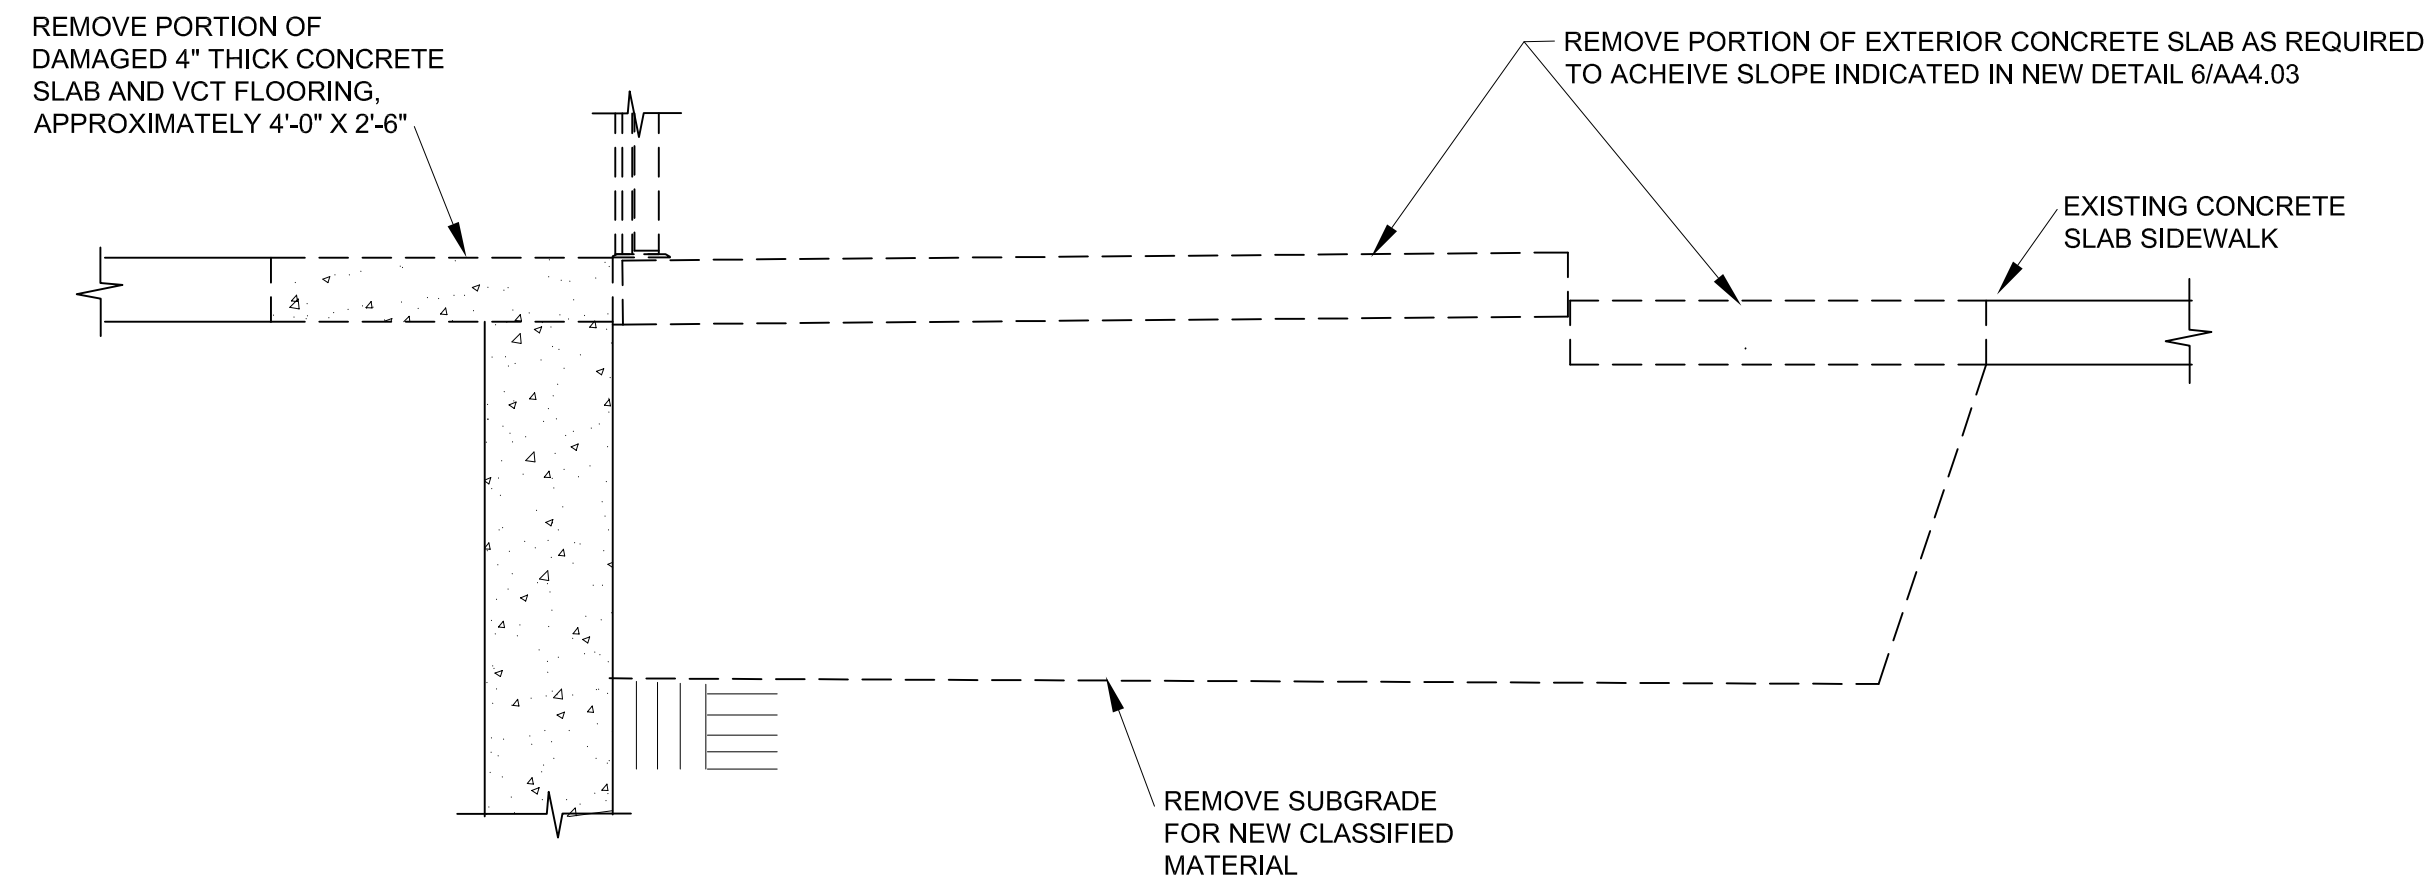 REMOVE PORTION OF
DAMAGED 4" THICK CONCRETE
SLAB AND VCT FLOORING,
APPROXIMATELY 4'-0" X 2'-6"
REMOVE PORTION OF EXTERIOR CONCRETE SLAB AS REQUIRED
TO ACHEIVE SLOPE INDICATED IN NEW DETAIL 6/AA4.03
EXISTING CONCRETE
SLAB SIDEWALK
REMOVE SUBGRADE
FOR NEW CLASSIFIED
MATERIAL